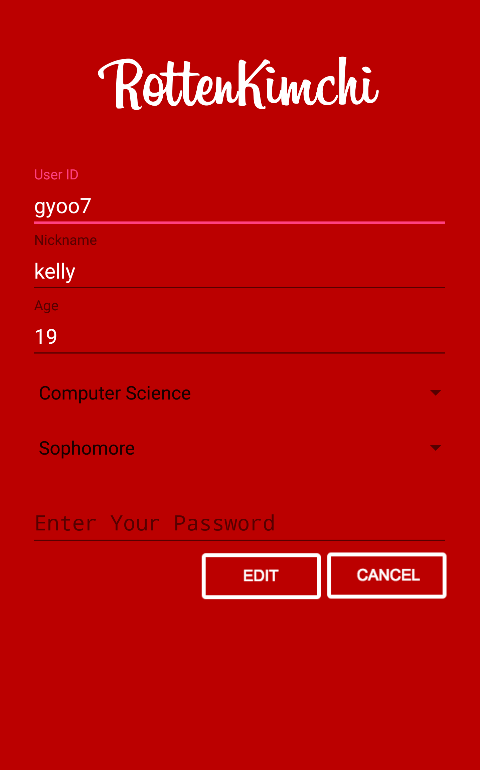 RottenKimchi
User ID
gyoo7
Nickname
kelly
Age
19
Computer Science
Sophomore
Enter Your Password
EDIT CANCEL